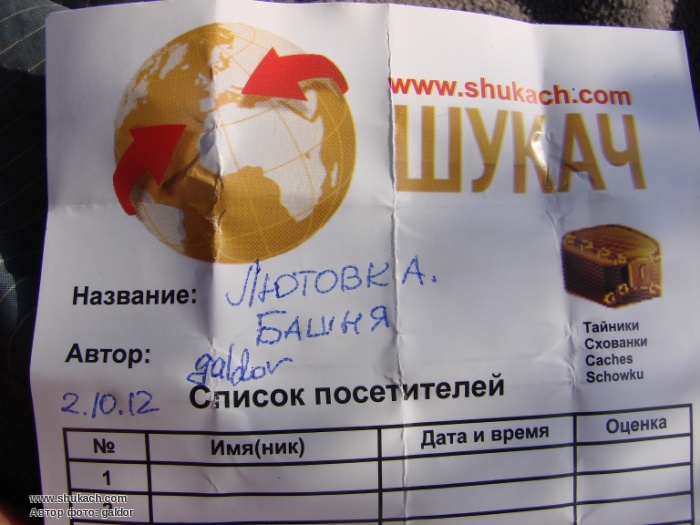 www.shukach.com
ШУКАЧ
Название: Лютовка.
Башня
Тайники
Схованки
Caches
Schowku
Автор: galdor
2.10.12 Список посетителей
№ Имя(ник) Дата и время Оценка
1
2
www.shukach.com
Автор фото: galdor